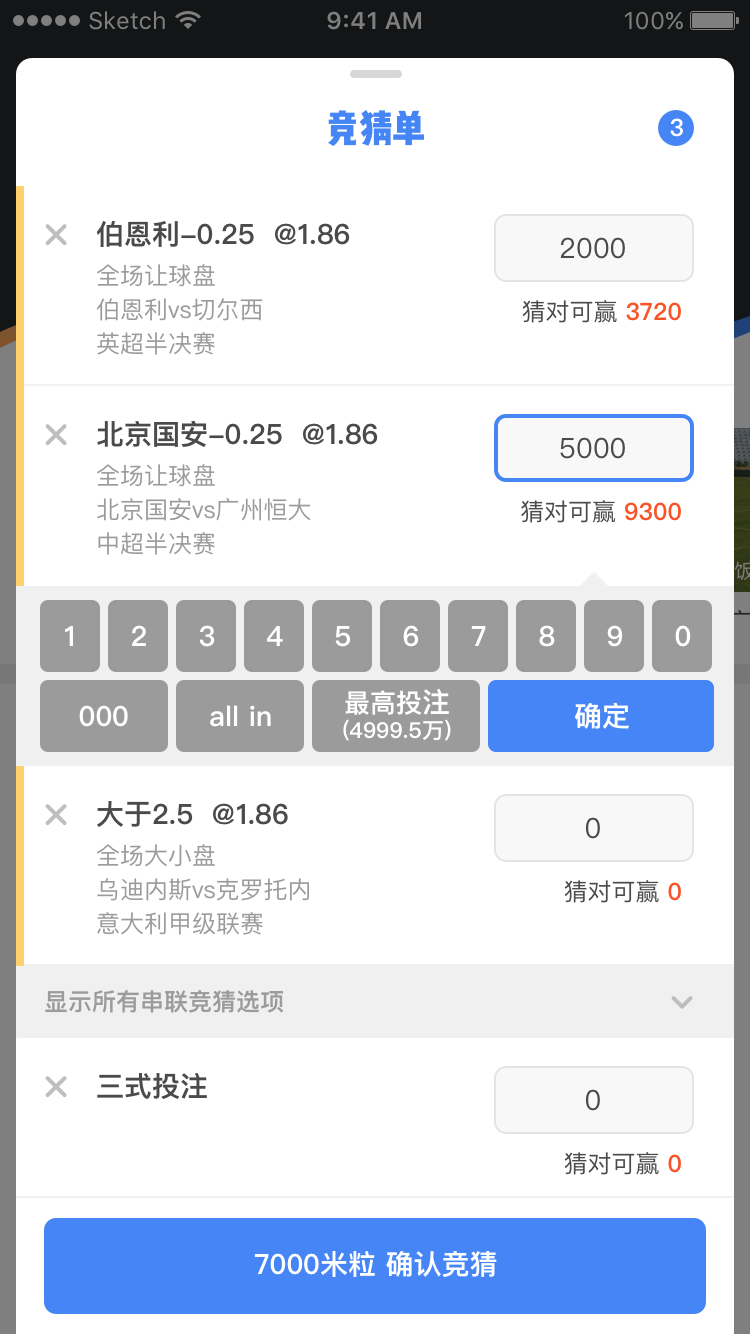 Sketch 9:41 AM 100%
竞猜单 3
伯恩利–0.25 @1.86 2000
全场让球盘
猜对可赢 3720
伯恩利vs切尔西
英超半决赛
北京国安–0.25 @1.86 5000
全场让球盘
猜对可赢 9300
北京国安vs广州恒大
中超半决赛
饭
1 2 3 4 5 6 7 8 9 0
000 all in 最高投注 确定
(4999.5万)
大于2.5 @1.86 0
全场大小盘
猜对可赢 0
乌迪内斯vs克罗托内
意大利甲级联赛
显示所有串联竞猜选项
三式投注 0
猜对可赢 0
7000米粒 确认竞猜